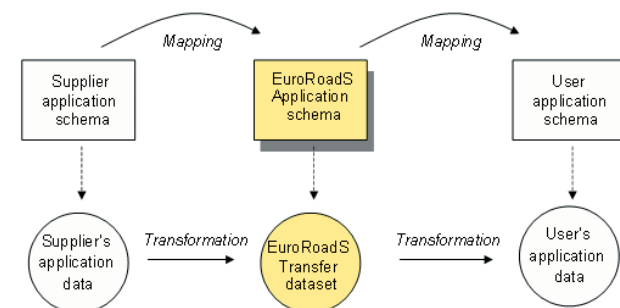 Mapping
Mapping
Supplier
application
schema
EuroRoadS
Application
schema
User
application
schema
Supplier's
application
data
Transformation
EuroRoadS
Transfer
dataset
Transformation
User's
application
data